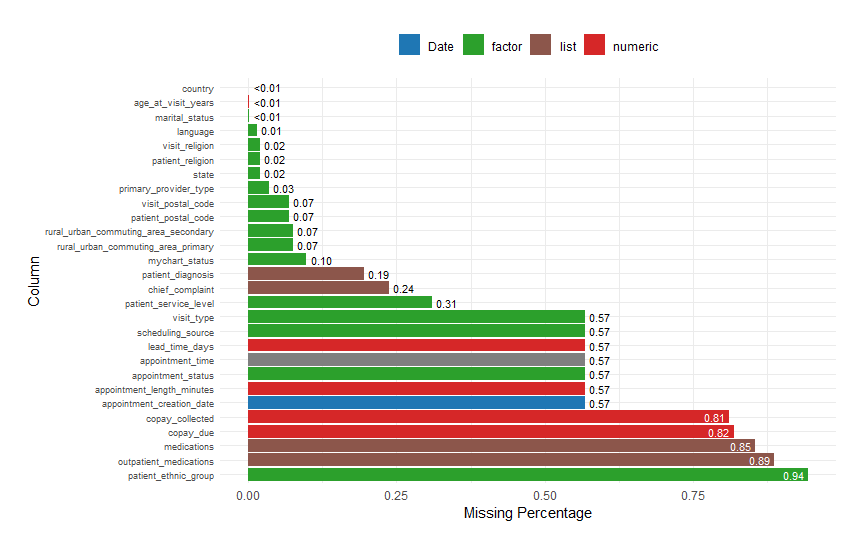 Date factor list numeric
country <0.01
age_at_visit_years <0.01
marital_status <0.01
language 0.01
visit_religion 0.02
patient_religion 0.02
state 0.02
primary_provider_type 0.03
visit_postal_code 0.07
patient_postal_code 0.07
rural_urban_commuting_area_secondary 0.07
rural_urban_commuting_area_primary 0.07
mychart_status 0.10
patient_diagnosis 0.19
chief_complaint 0.24
patient_service_level 0.31
visit_type 0.57
scheduling_source 0.57
lead_time_days 0.57
appointment_time 0.57
appointment_status 0.57
appointment_length_minutes 0.57
appointment_creation_date 0.57
copay_collected 0.81
copay_due 0.82
medications 0.85
outpatient_medications 0.89
patient_ethnic_group 0.94
Column
0.00 0.25 0.50 0.75
Missing Percentage